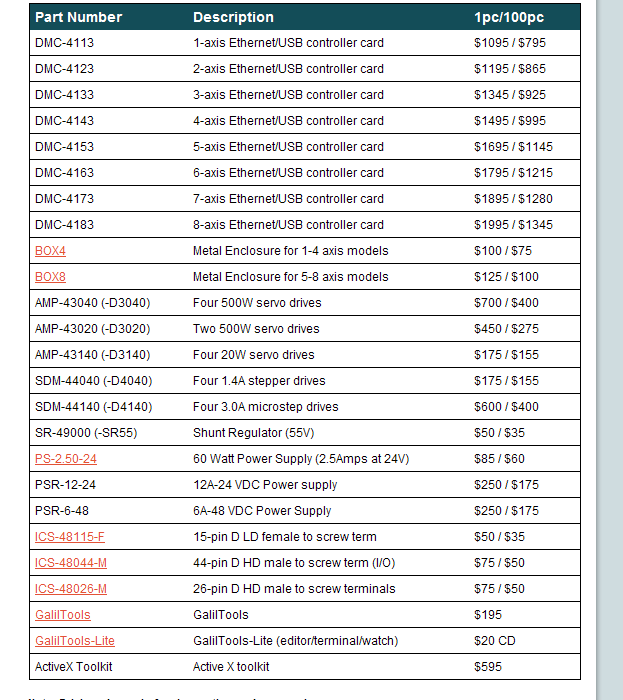 Part Number Description 1pc/100pc
DMC-4113 1-axis Ethernet/USB controller card $1095 / $795
DMC-4123 2-axis Ethernet/USB controller card $1195 / $865
DMC-4133 3-axis Ethernet/USB controller card $1345 / $925
DMC-4143 4-axis Ethernet/USB controller card $1495 / $995
DMC-4153 5-axis Ethernet/USB controller card $1695 / $1145
DMC-4163 6-axis Ethernet/USB controller card $1795 / $1215
DMC-4173 7-axis Ethernet/USB controller card $1895 / $1280
DMC-4183 8-axis Ethernet/USB controller card $1995 / $1345
BOX4 Metal Enclosure for 1-4 axis models $100 / $75
BOX8 Metal Enclosure for 5-8 axis models $125 / $100
AMP-43040 (-D3040) Four 500W servo drives $700 / $400
AMP-43020 (-D3020) Two 500W servo drives $450 / $275
AMP-43140 (-D3140) Four 20W servo drives $175 / $155
SDM-44040 (-D4040) Four 1.4A stepper drives $175 / $155
SDM-44140 (-D4140) Four 3.0A microstep drives $600 / $400
SR-49000 (-SR55) Shunt Regulator (55V) $50 / $35
PS-2.50-24 60 Watt Power Supply (2.5Amps at 24V) $85 / $60
PSR-12-24 12A-24 VDC Power supply $250 / $175
PSR-6-48 6A-48 VDC Power Supply $250 / $175
ICS-48115-F 15-pin D LD female to screw term $50 / $35
ICS-48044-M 44-pin D HD male to screw term (I/O) $75 / $50
ICS-48026-M 26-pin D HD male to screw terminals $75 / $50
GalilTools GalilTools $195
GalilTools-Lite GalilTools-Lite (editor/terminal/watch) $20 CD
ActiveX Toolkit Active X toolkit $595